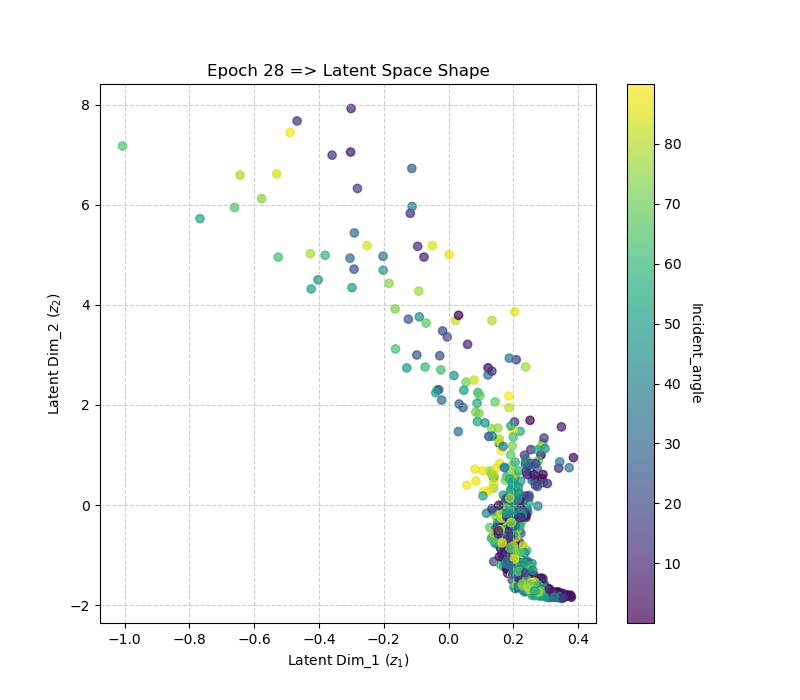 Epoch 28 => Latent Space Shape
8
6
4
2
0
−2
Latent Dim_2 (z₂)
−1.0 −0.8 −0.6 −0.4 −0.2 0.0 0.2 0.4
Latent Dim_1 (z₁)
80
70
60
50
40
30
20
10
Incident_angle